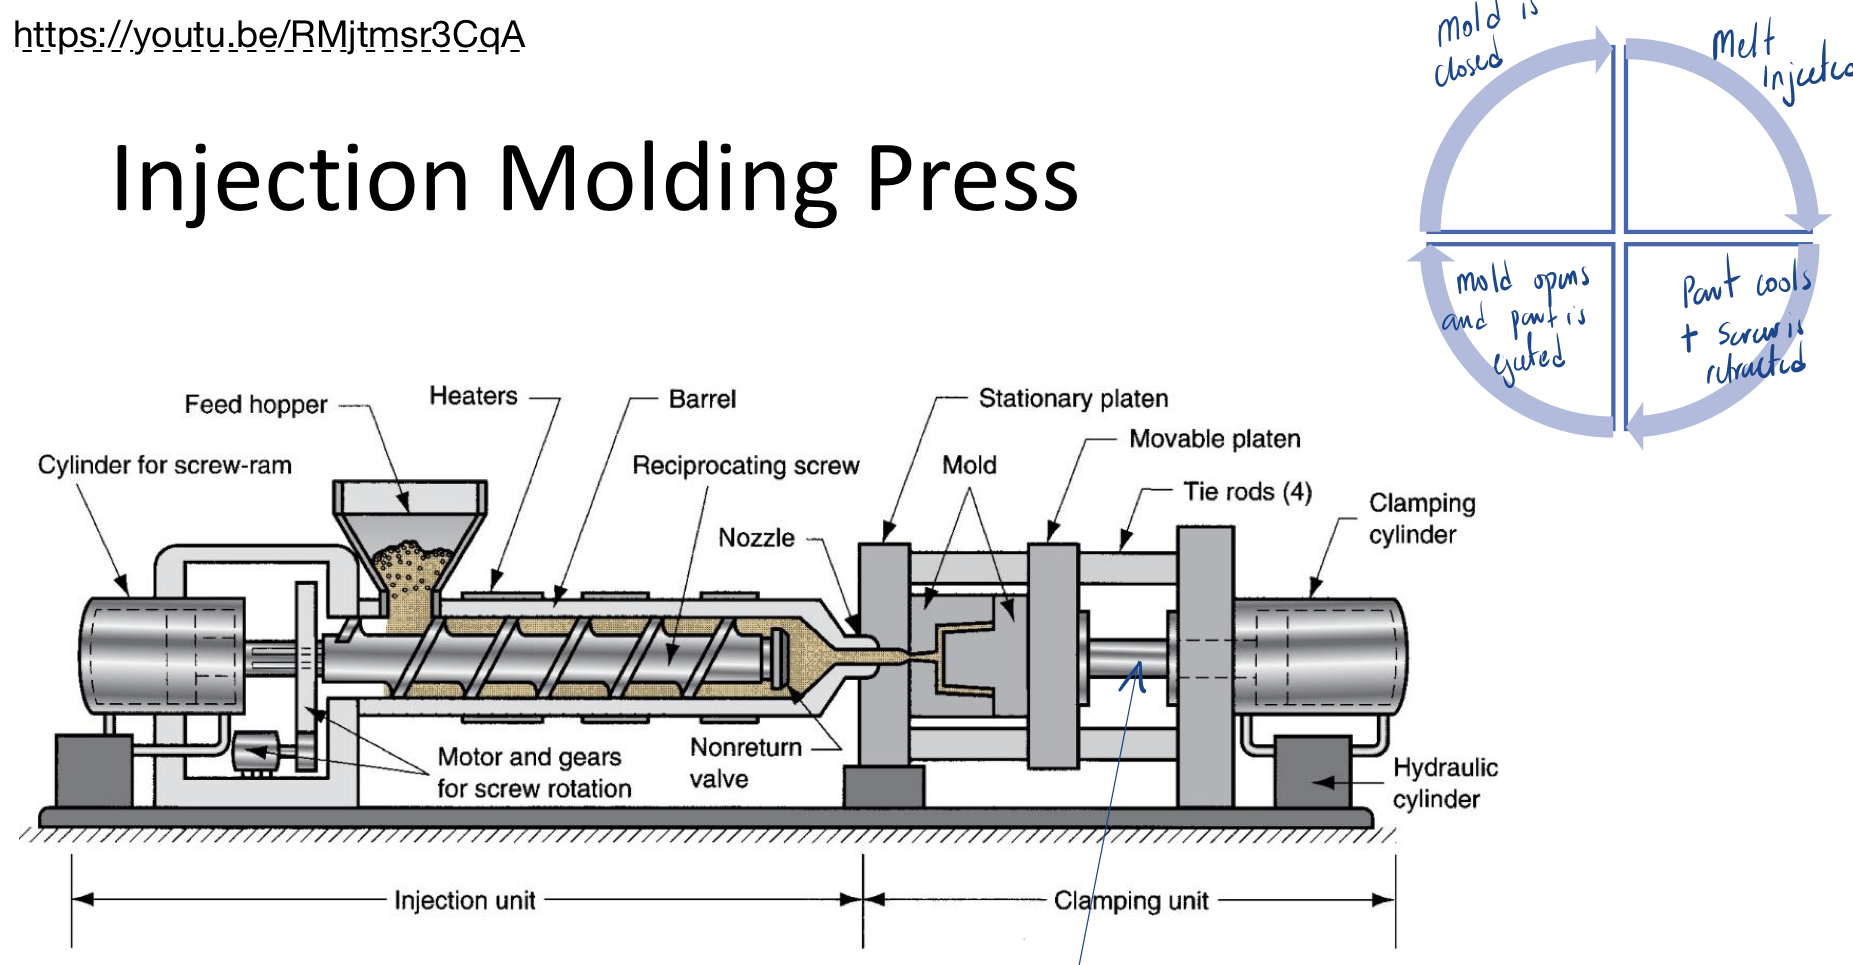 https://youtu.be/RMjtmsr3CqA
Injection Molding Press
Mold is
closed
Melt
Injected
Part cools
+ Screw is
retracted
mold opens
and part is
ejected
Feed hopper
Heaters
Barrel
Stationary platen
Movable platen
Cylinder for screw-ram
Reciprocating screw
Mold
Tie rods (4)
Clamping
cylinder
Nozzle
Motor and gears
for screw rotation
Nonreturn
valve
Hydraulic
cylinder
Injection unit
Clamping unit